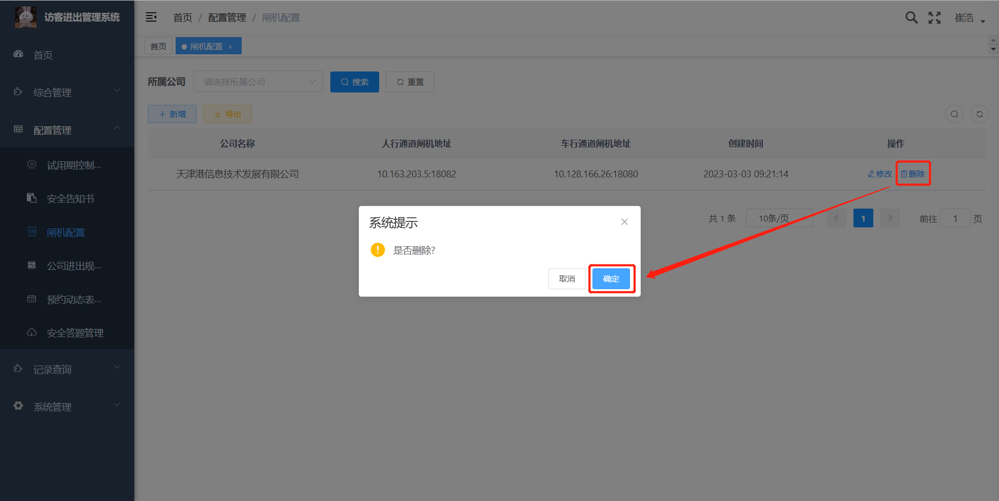 访客进出管理系统
首页 / 配置管理 / 闸机配置
崔浩
首页
闸机配置 ×
首页
综合管理
配置管理
试用期控制...
安全告知书
闸机配置
公司进出规...
预约动态表...
安全答题管理
记录查询
系统管理
所属公司
请选择所属公司
搜索
重置
新增
导出
公司名称 人行通道闸机地址 车行通道闸机地址 创建时间 操作
天津港信息技术发展有限公司 10.163.203.5:18082 10.128.166.26:18080 2023-03-03 09:21:14 修改 删除
共 1 条 10条/页 1 前往 1 页
系统提示
是否删除?
取消 确定